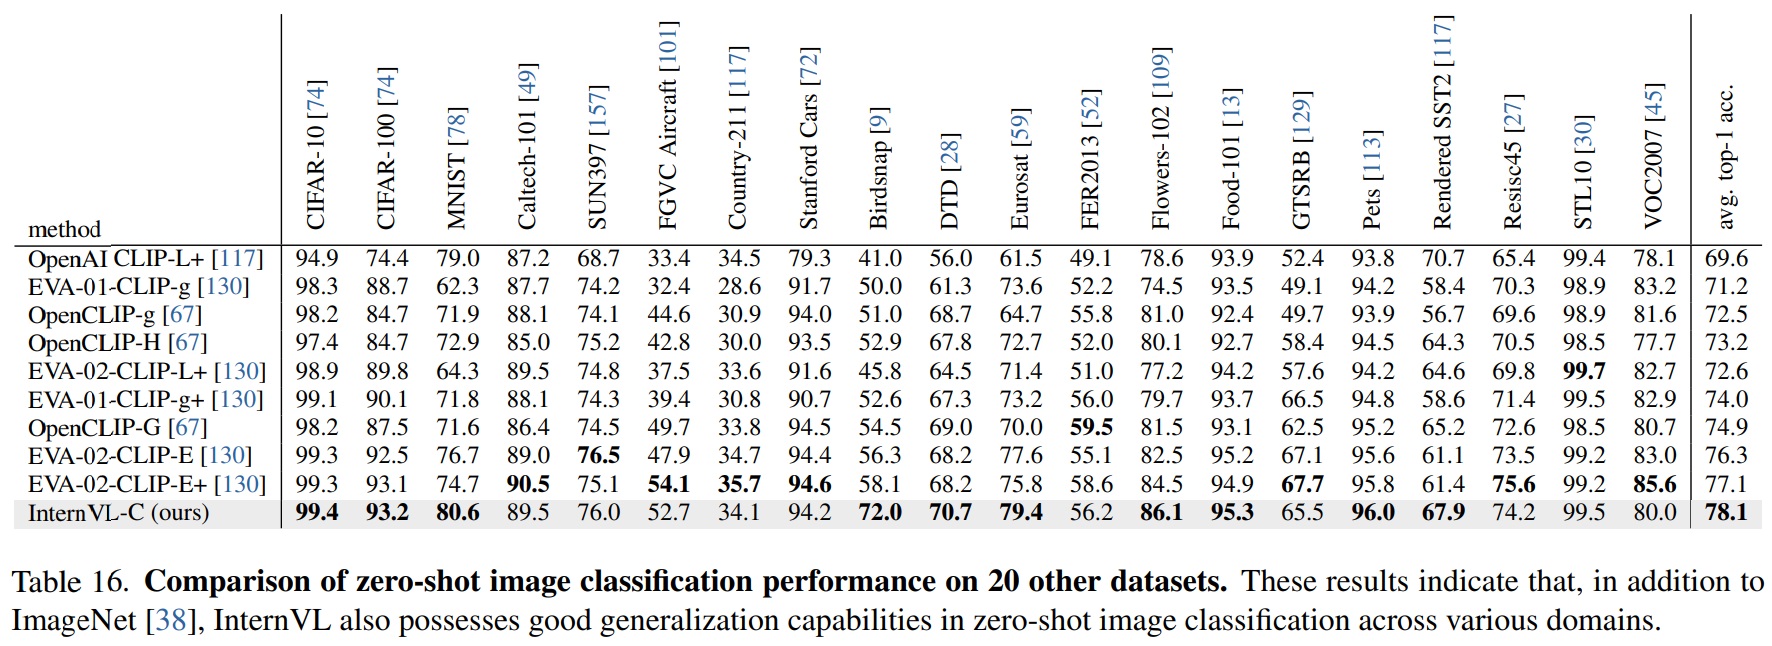 method CIFAR-10 [74] CIFAR-100 [74] MNIST [78] Caltech-101 [49] SUN397 [157] FGVC Aircraft [101] Country-211 [117] Stanford Cars [72] Birdsnap [9] DTD [28] Eurosat [59] FER2013 [52] Flowers-102 [109] Food-101 [13] GTSRB [129] Pets [113] Rendered SST2 [117] Resisc45 [27] STL10 [30] VOC2007 [45] avg. top-1 acc.
OpenAI CLIP-L+ [117] 94.9 74.4 79.0 87.2 68.7 33.4 34.5 79.3 41.0 56.0 61.5 49.1 78.6 93.9 52.4 93.8 70.7 65.4 99.4 78.1 69.6
EVA-01-CLIP-g [130] 98.3 88.7 62.3 87.7 74.2 32.4 28.6 91.7 50.0 61.3 73.6 52.2 74.5 93.5 49.1 94.2 58.4 70.3 98.9 83.2 71.2
OpenCLIP-g [67] 98.2 84.7 71.9 88.1 74.1 44.6 30.9 94.0 51.0 68.7 64.7 55.8 81.0 92.4 49.7 93.9 56.7 69.6 98.9 81.6 72.5
OpenCLIP-H [67] 97.4 84.7 72.9 85.0 75.2 42.8 30.0 93.5 52.9 67.8 72.7 52.0 80.1 92.7 58.4 94.5 64.3 70.5 98.5 77.7 73.2
EVA-02-CLIP-L+ [130] 98.9 89.8 64.3 89.5 74.8 37.5 33.6 91.6 45.8 64.5 71.4 51.0 77.2 94.2 57.6 94.2 64.6 69.8 99.7 82.7 72.6
EVA-01-CLIP-g+ [130] 99.1 90.1 71.8 88.1 74.3 39.4 30.8 90.7 52.6 67.3 73.2 56.0 79.7 93.7 66.5 94.8 58.6 71.4 99.5 82.9 74.0
OpenCLIP-G [67] 98.2 87.5 71.6 86.4 74.5 49.7 33.8 94.5 54.5 69.0 70.0 59.5 81.5 93.1 62.5 95.2 65.2 72.6 98.5 80.7 74.9
EVA-02-CLIP-E [130] 99.3 92.5 76.7 89.0 76.5 47.9 34.7 94.4 56.3 68.2 77.6 55.1 82.5 95.2 67.1 95.6 61.1 73.5 99.2 83.0 76.3
EVA-02-CLIP-E+ [130] 99.3 93.1 74.7 90.5 75.1 54.1 35.7 94.6 58.1 68.2 75.8 58.6 84.5 94.9 67.7 95.8 61.4 75.6 99.2 85.6 77.1
InternVL-C (ours) 99.4 93.2 80.6 89.5 76.0 52.7 34.1 94.2 72.0 70.7 79.4 56.2 86.1 95.3 65.5 96.0 67.9 74.2 99.5 80.0 78.1
Table 16. Comparison of zero-shot image classification performance on 20 other datasets. These results indicate that, in addition to
ImageNet [38], InternVL also possesses good generalization capabilities in zero-shot image classification across various domains.